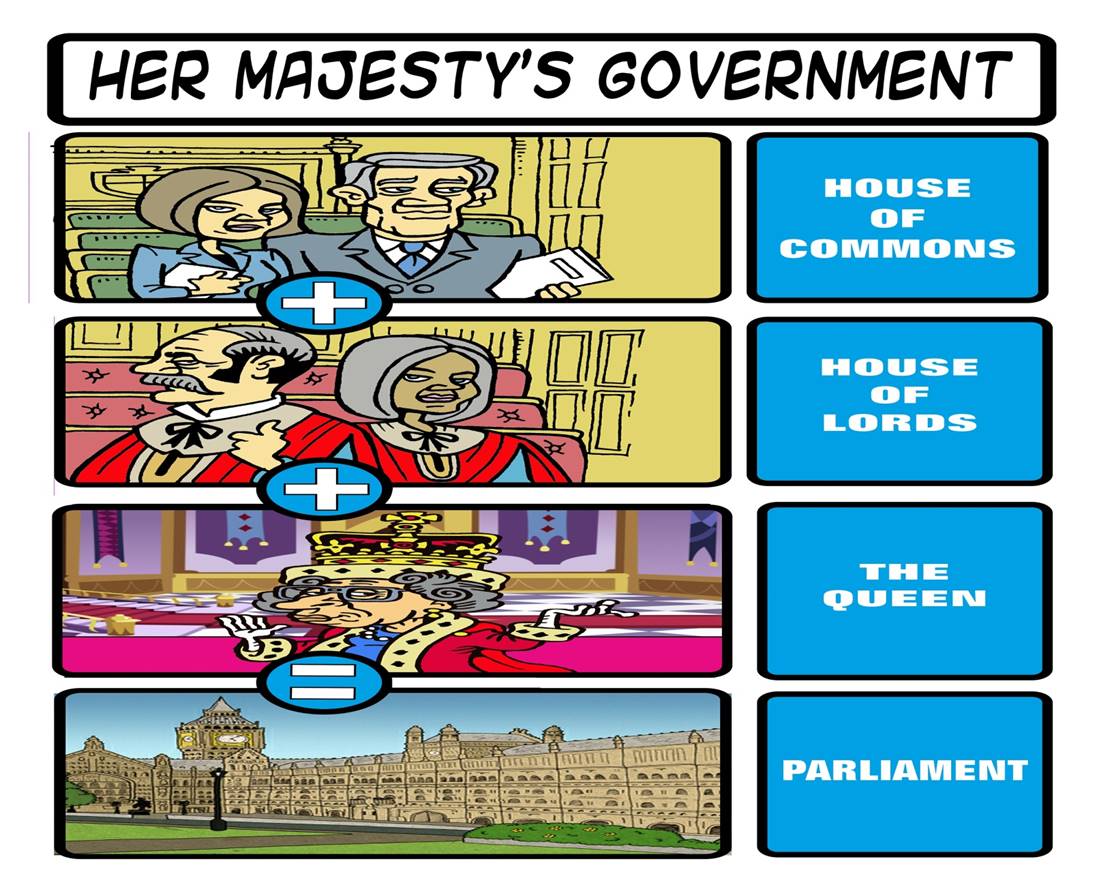 HER MAJESTY'S GOVERNMENT
HOUSE
OF
COMMONS
HOUSE
OF
LORDS
THE
QUEEN
PARLIAMENT